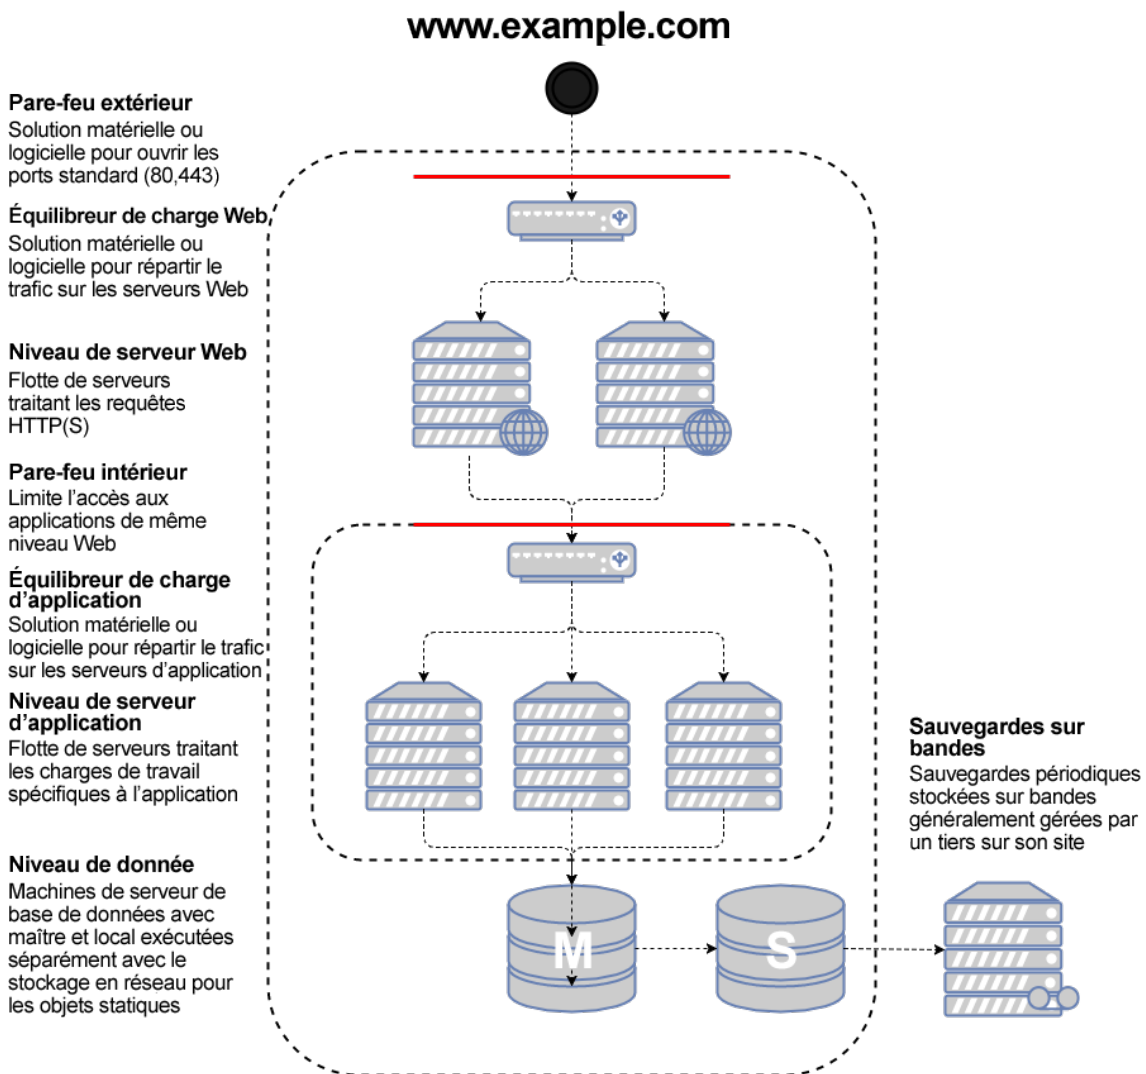 www.example.com
Pare-feu extérieur
Solution matérielle ou
logicielle pour ouvrir les
ports standard (80,443)
Équilibreur de charge Web
Solution matérielle ou
logicielle pour répartir le
trafic sur les serveurs Web
Niveau de serveur Web
Flotte de serveurs
traitant les requêtes
HTTP(S)
Pare-feu intérieur
Limite l'accès aux
applications de même
niveau Web
Équilibreur de charge
d'application
Solution matérielle ou
logicielle pour répartir le trafic
sur les serveurs d'application
Niveau de serveur
d'application
Flotte de serveurs traitant
les charges de travail
spécifiques à l'application
Niveau de donnée
Machines de serveur de
base de données avec
maître et local exécutées
séparément avec le
stockage en réseau pour
les objets statiques
M
S
Sauvegardes sur
bandes
Sauvegardes périodiques
stockées sur bandes
généralement gérées par
un tiers sur son site